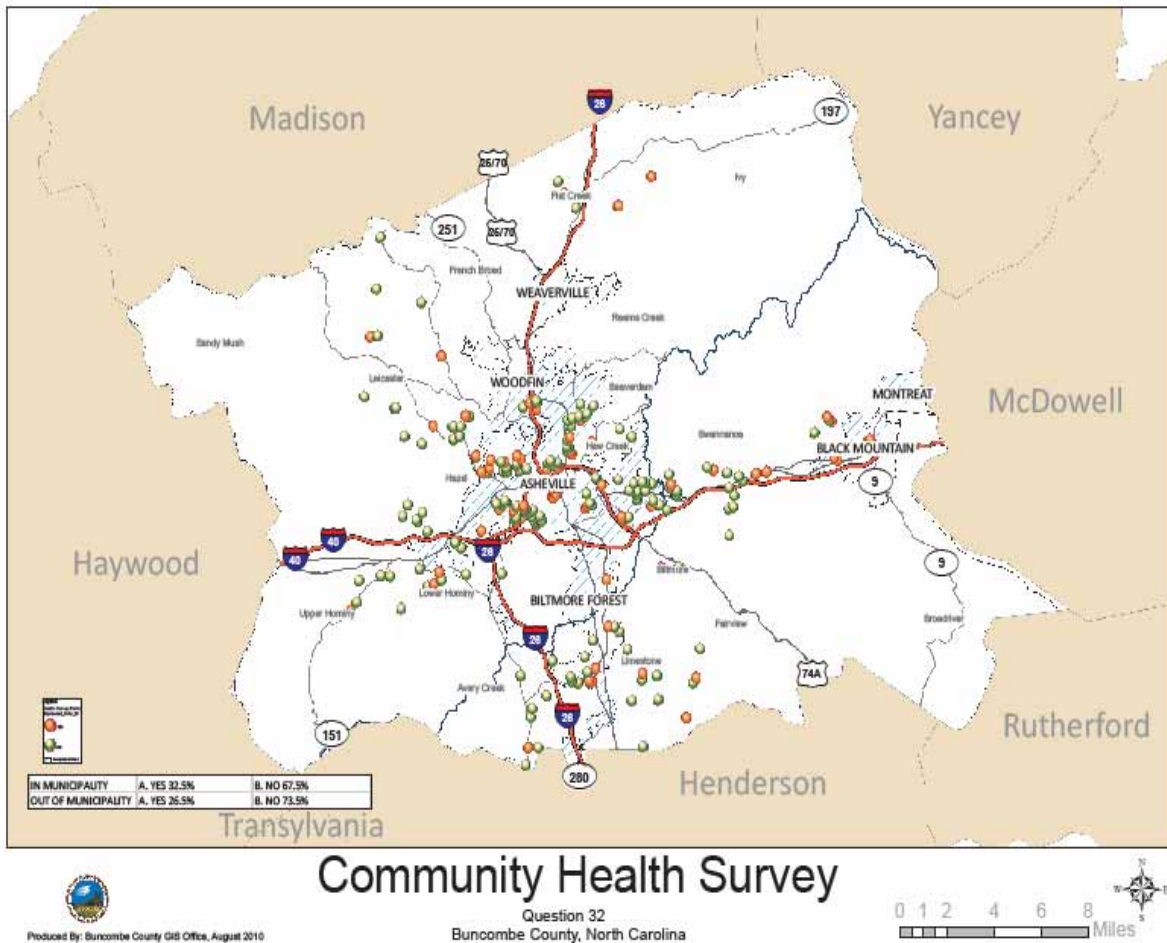 Madison
Yancey
McDowell
Haywood
Rutherford
Henderson
Transylvania
26
197
26/70
Ivy
Flat Creek
251
26/70
French Broad
WEAVERVILLE
Reems Creek
Sandy Mush
Leicester
WOODFIN
Beaverdam
MONTREAT
Swannanoa
Haw Creek
BLACK MOUNTAIN
Hazel
ASHEVILLE
9
40
40
26
9
Biltmore
Upper Hominy
Lower Hominy
BILTMORE FOREST
Fairview
Broadriver
26
Limestone
74A
Avery Creek
26
151
280
IN MUNICIPALITY A. YES 32.5% B. NO 67.5%
OUT OF MUNICIPALITY A. YES 26.5% B. NO 73.5%
Community Health Survey
Question 32
Buncombe County, North Carolina
Produced By: Buncombe County GIS Office, August 2010
0 1 2 4 6 8
Miles
N
W E
S